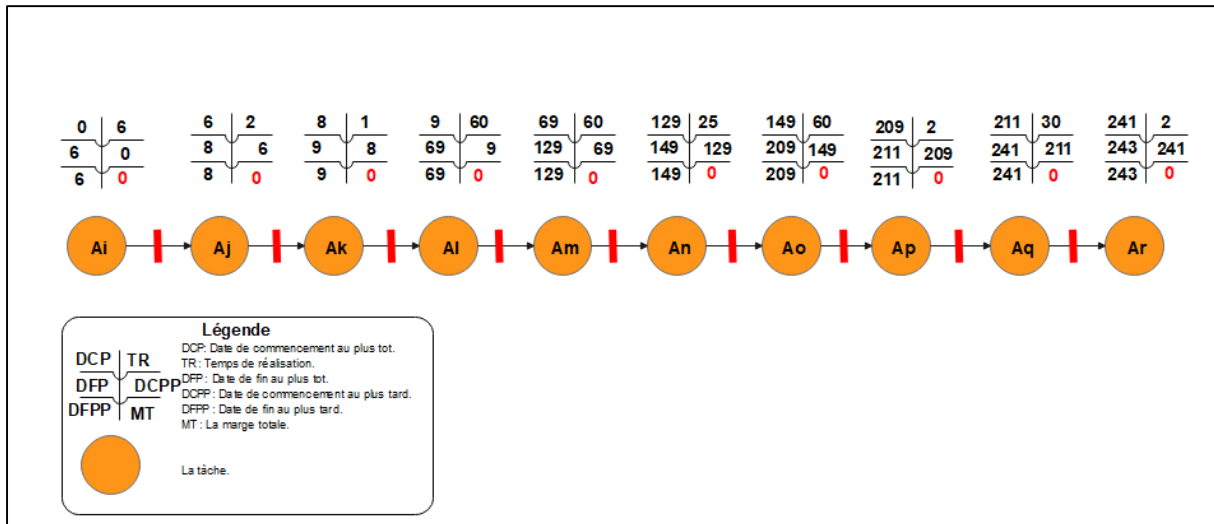 0 6 6 2 8 1 9 60 69 60 129 25 149 60 209 2 211 30 241 2
6 0 8 6 9 8 69 9 129 69 149 129 209 149 211 209 241 211 243 241
6 0 8 0 9 0 69 0 129 0 149 0 209 0 211 0 241 0 243 0
Ai Aj Ak Al Am An Ao Ap Aq Ar
Légende
DCP TR
DFP DCPP
DFPP MT
DCP: Date de commencement au plus tot.
TR : Temps de réalisation.
DFP : Date de fin au plus tot.
DCPP : Date de commencement au plus tard.
DFPP : Date de fin au plus tard.
MT : La marge totale.
La tàche.